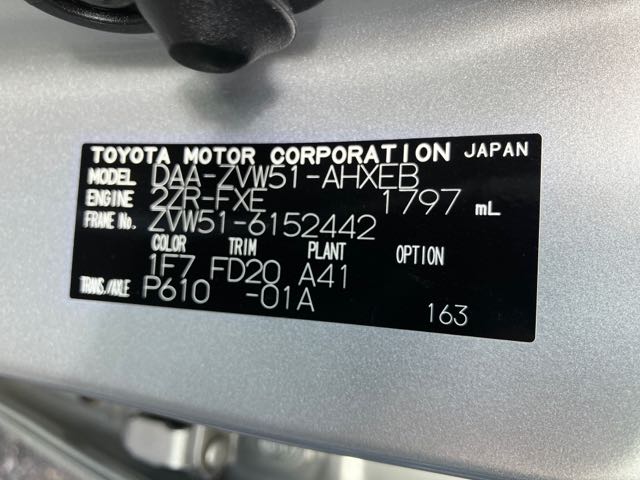 TOYOTA MOTOR CORPORATION JAPAN
MODEL DAA-ZVW51-AHXEB
ENGINE 2ZR-FXE 1797 mL
FRAME No. ZVW51-6152442
COLOR TRIM PLANT OPTION
1F7 FD20 A41
TRANS./AXLE P610 -01A
163